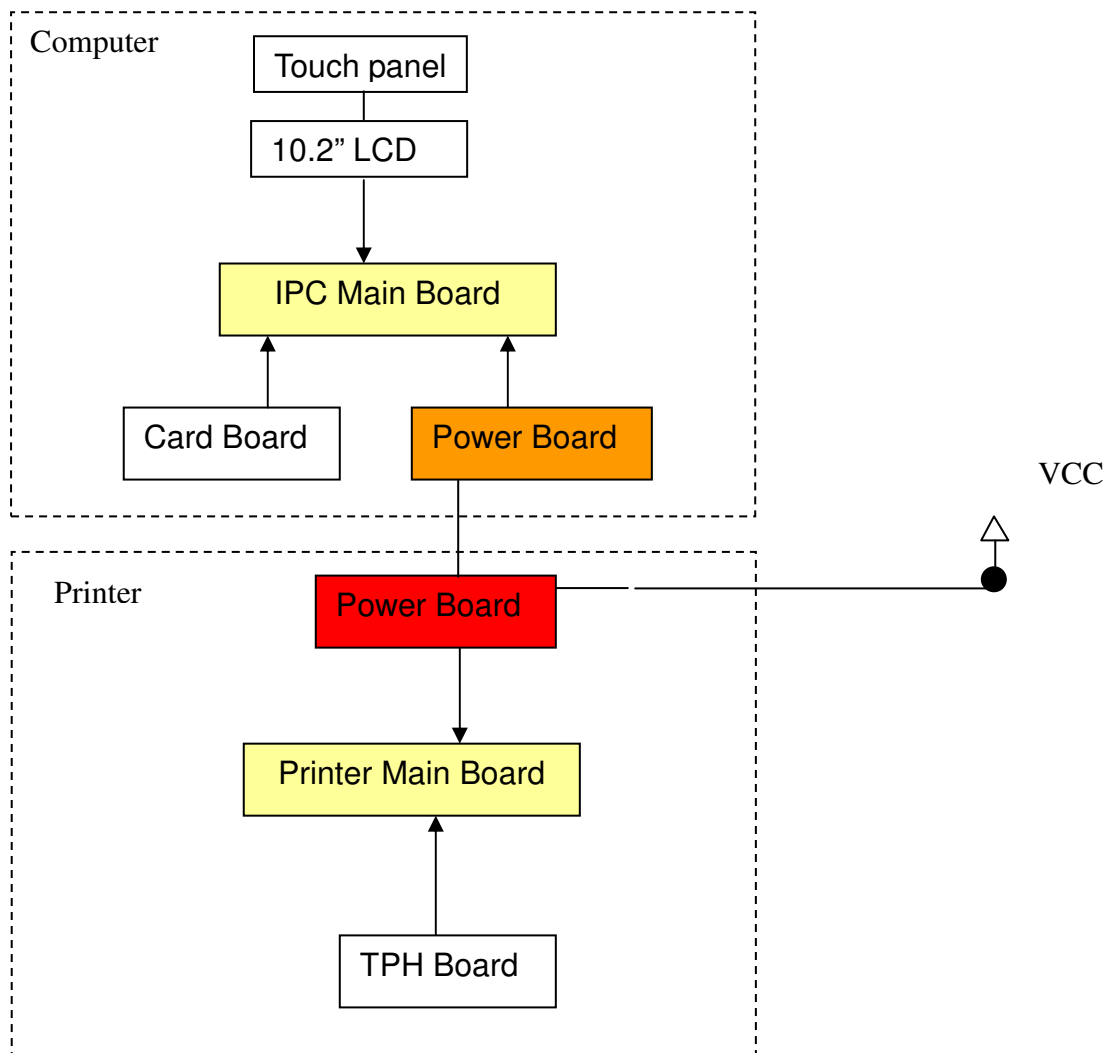 Computer
Touch panel
10.2” LCD
IPC Main Board
Card Board
Power Board
VCC
Printer
Power Board
Printer Main Board
TPH Board